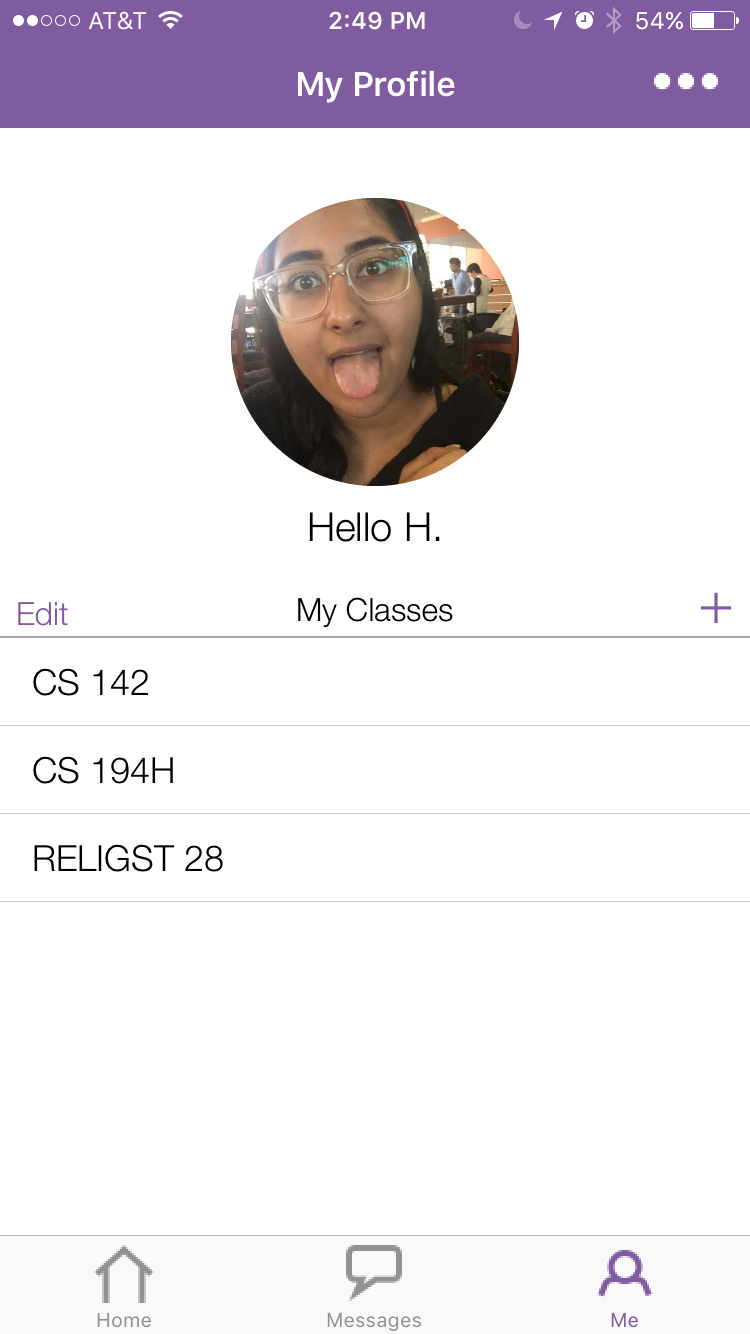 AT&T 2:49 PM 54%
My Profile
Hello H.
Edit My Classes +
CS 142
CS 194H
RELIGST 28
Home Messages Me